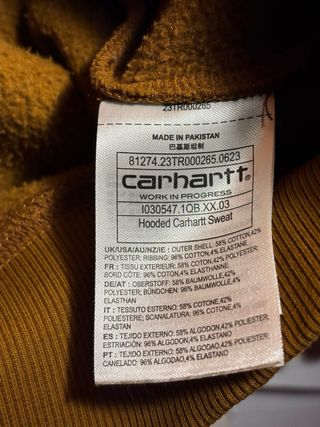 23TR000265
MADE IN PAKISTAN
巴基斯坦制
81274.23TR000265.0623
carhartt
WORK IN PROGRESS
I030547.1QB.XX.03
Hooded Carhartt Sweat
UK/USA/AU/NZ/IE : OUTER SHELL: 58% COTTON,42%
POLYESTER; RIBBING: 96% COTTON,4% ELASTANE
FR : TISSU EXTERIEUR: 58% COTON,42% POLYESTER;
BORD CÔTE: 96% COTON,4% ELASTHANNE
DE/AT : OBERSTOFF: 58% BAUMWOLLE,42%
POLYESTER; BÜNDCHEN: 96% BAUMWOLLE,4%
ELASTHAN
IT : TESSUTO ESTERNO: 58% COTONE,42%
POLIESTERE; SCANALATURA: 96% COTONE,4%
ELASTAN
ES : TEJIDO EXTERNO: 58% ALGODON,42% POLIESTER;
ESTRIACIÓN: 96% ALGODON,4% ELASTANO
PT : TECIDO EXTERNO: 58% ALGODAO,42% POLIESTER;
CANELADO: 96% ALGODAO,4% ELASTANO